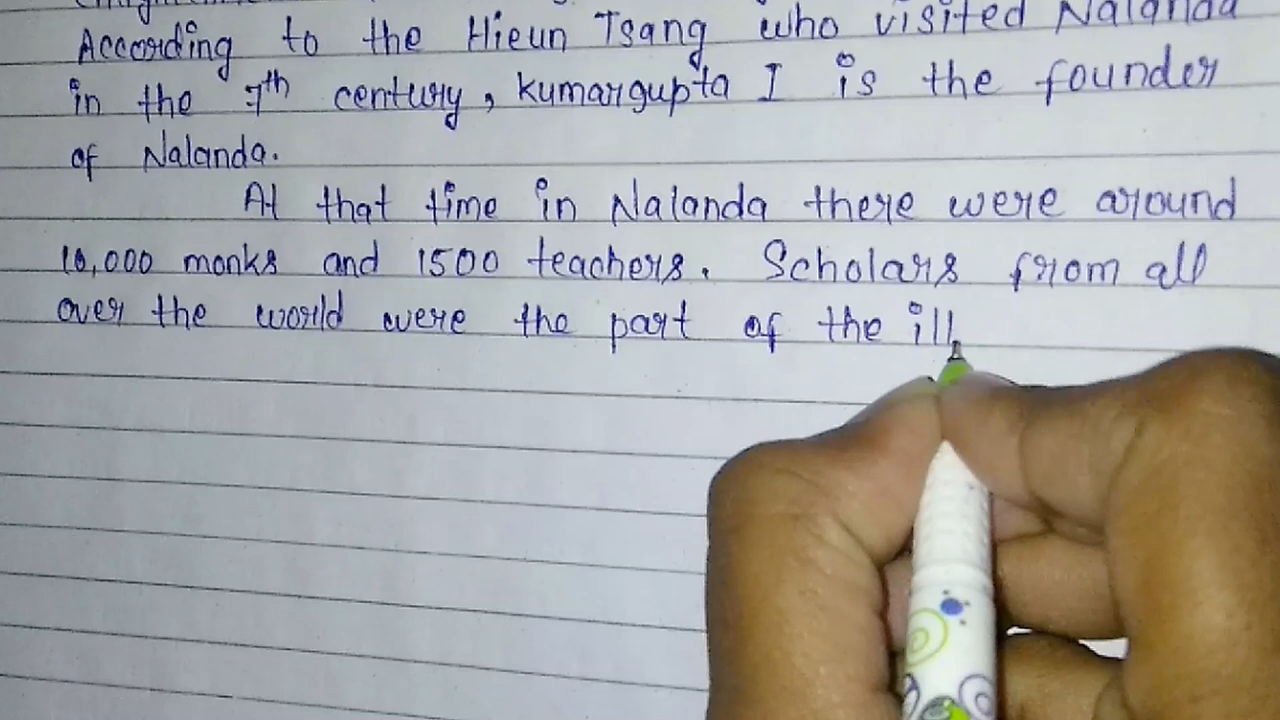 According to the Hieun Tsang who visited Nalanda
in the 7th century, Kumargupta I is the founder
of Nalanda.
At that time in Nalanda there were around
10,000 monks and 1500 teachers. Scholars from all
over the world were the part of the ill